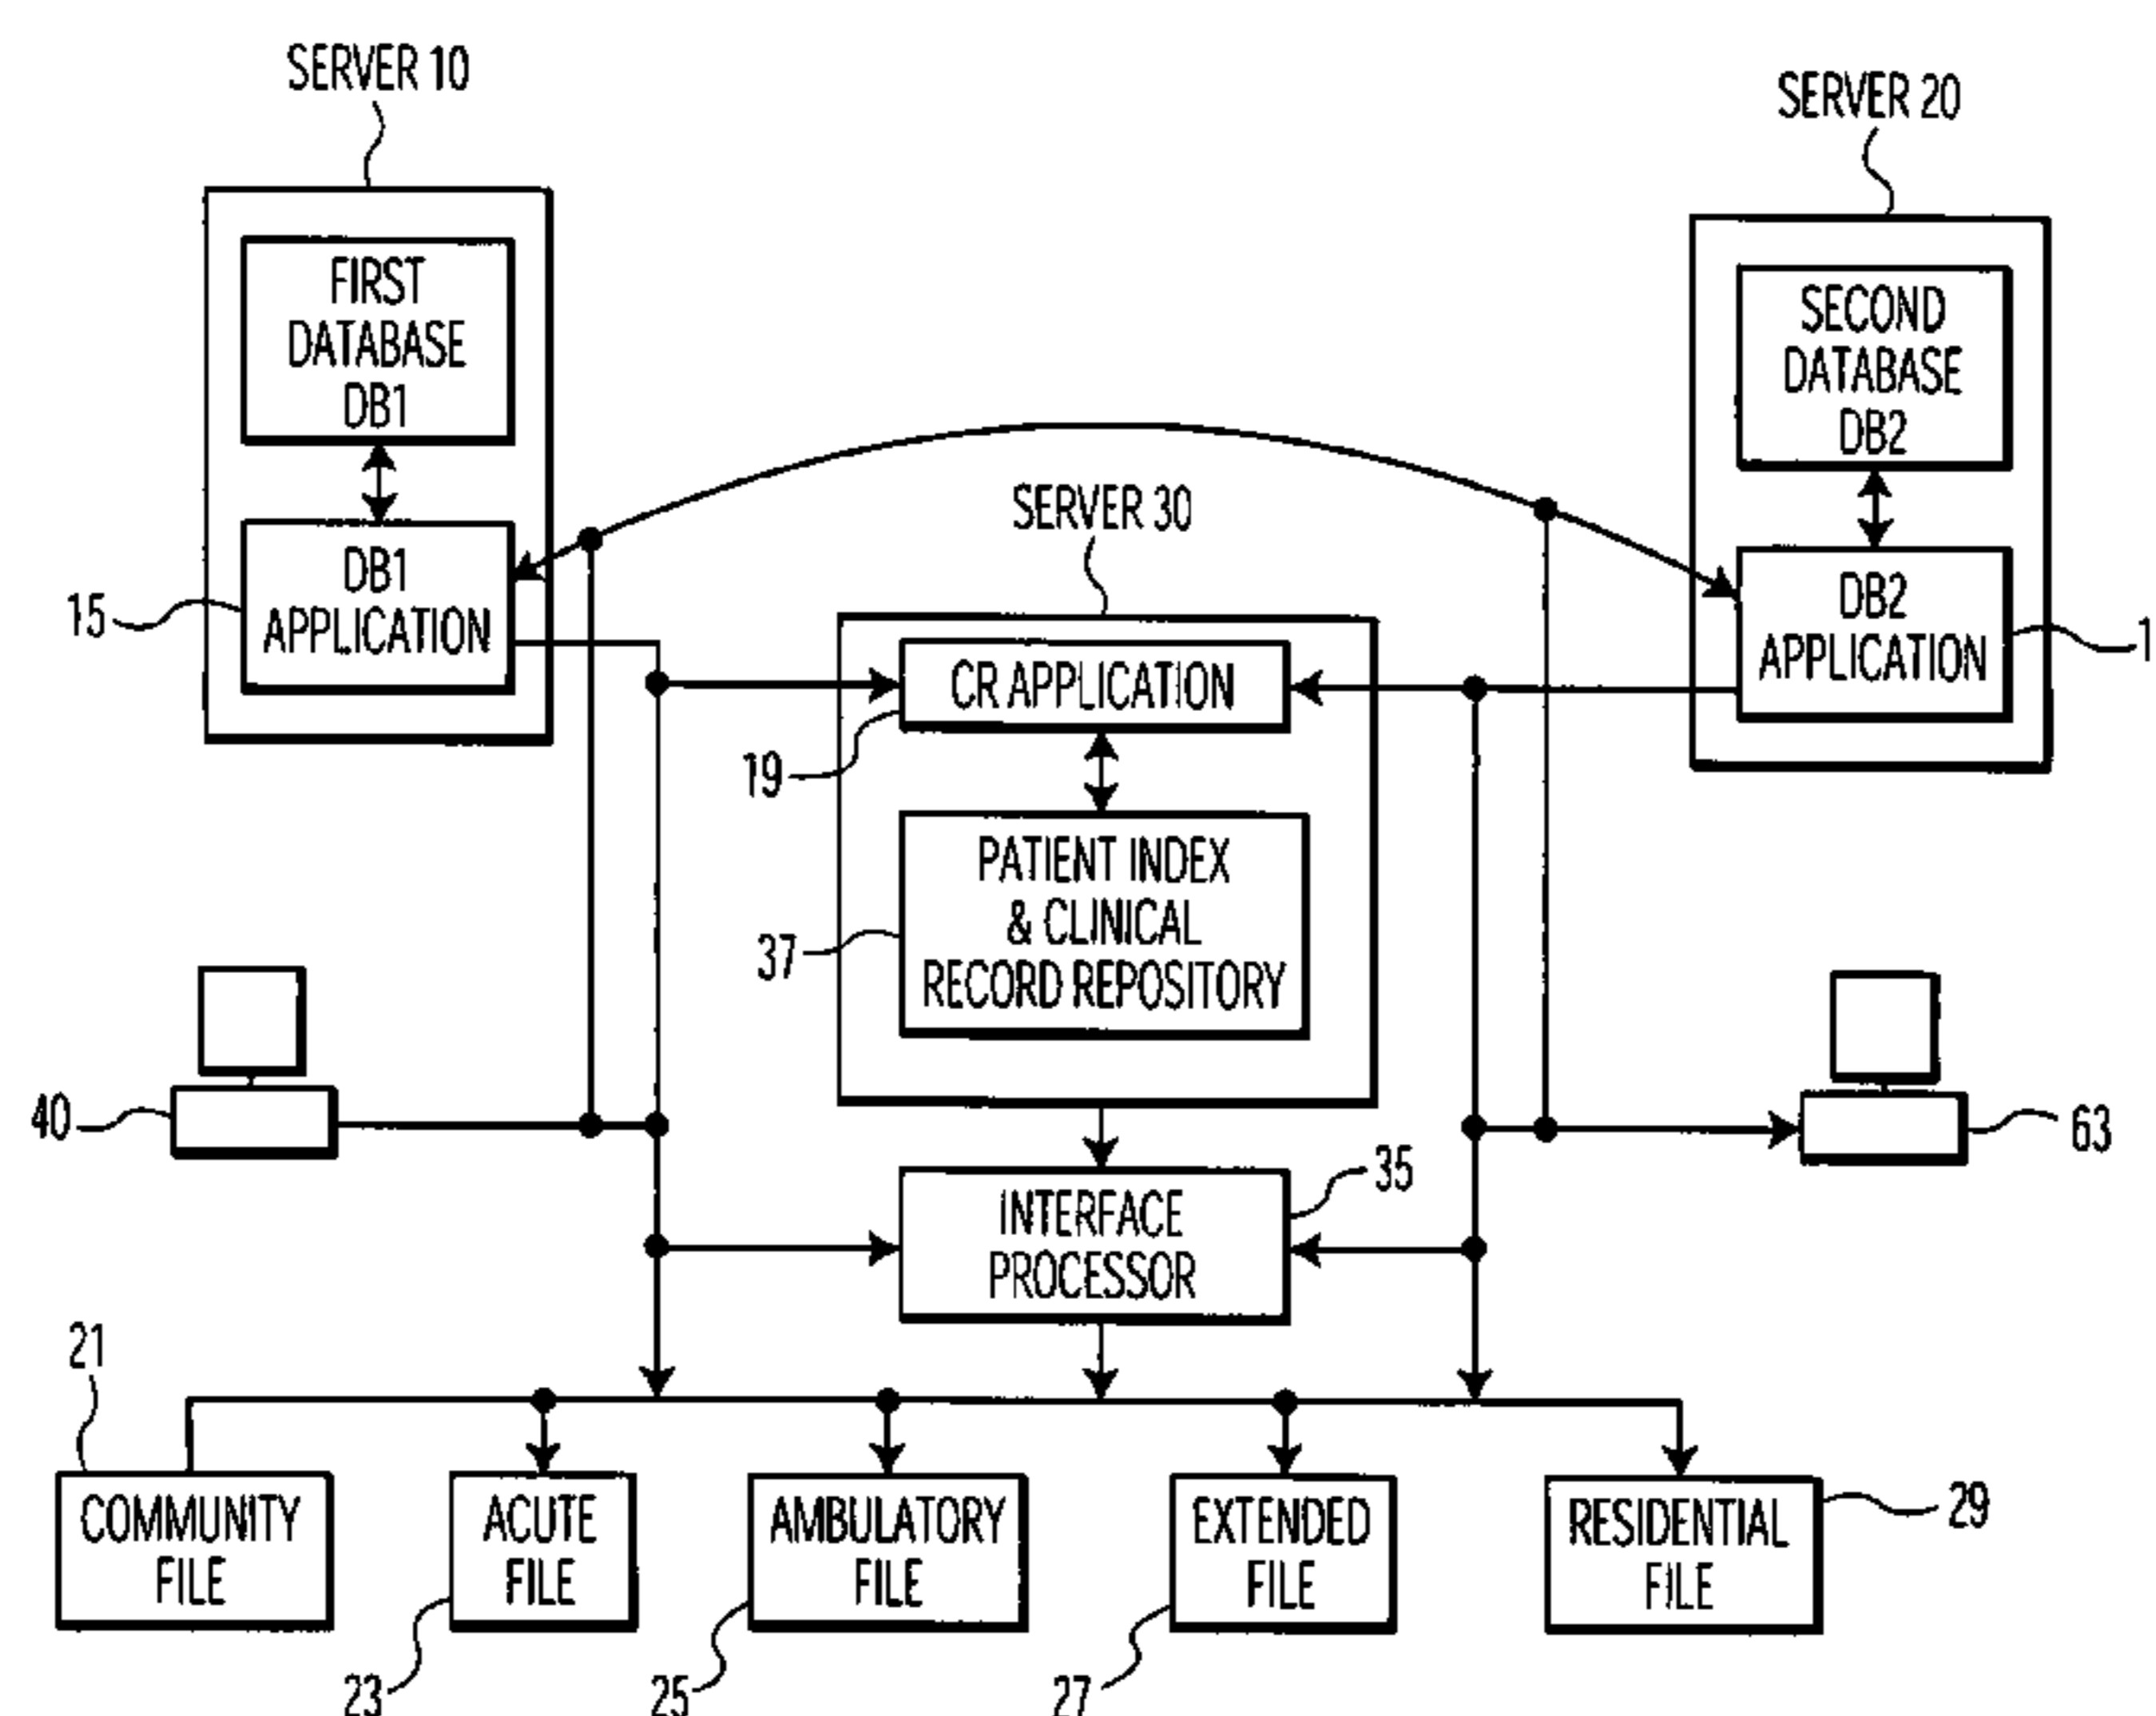 SERVER 10
SERVER 20
FIRST
DATABASE
DB1
SECOND
DATABASE
DB2
SERVER 30
DB1
APPLICATION
15
DB2
APPLICATION
1
CR APPLICATION
19
PATIENT INDEX
& CLINICAL
RECORD REPOSITORY
37
40
63
35
INTERFACE
PROCESSOR
21
COMMUNITY
FILE
ACUTE
FILE
AMBULATORY
FILE
EXTENDED
FILE
RESIDENTIAL
FILE
29
23
25
27